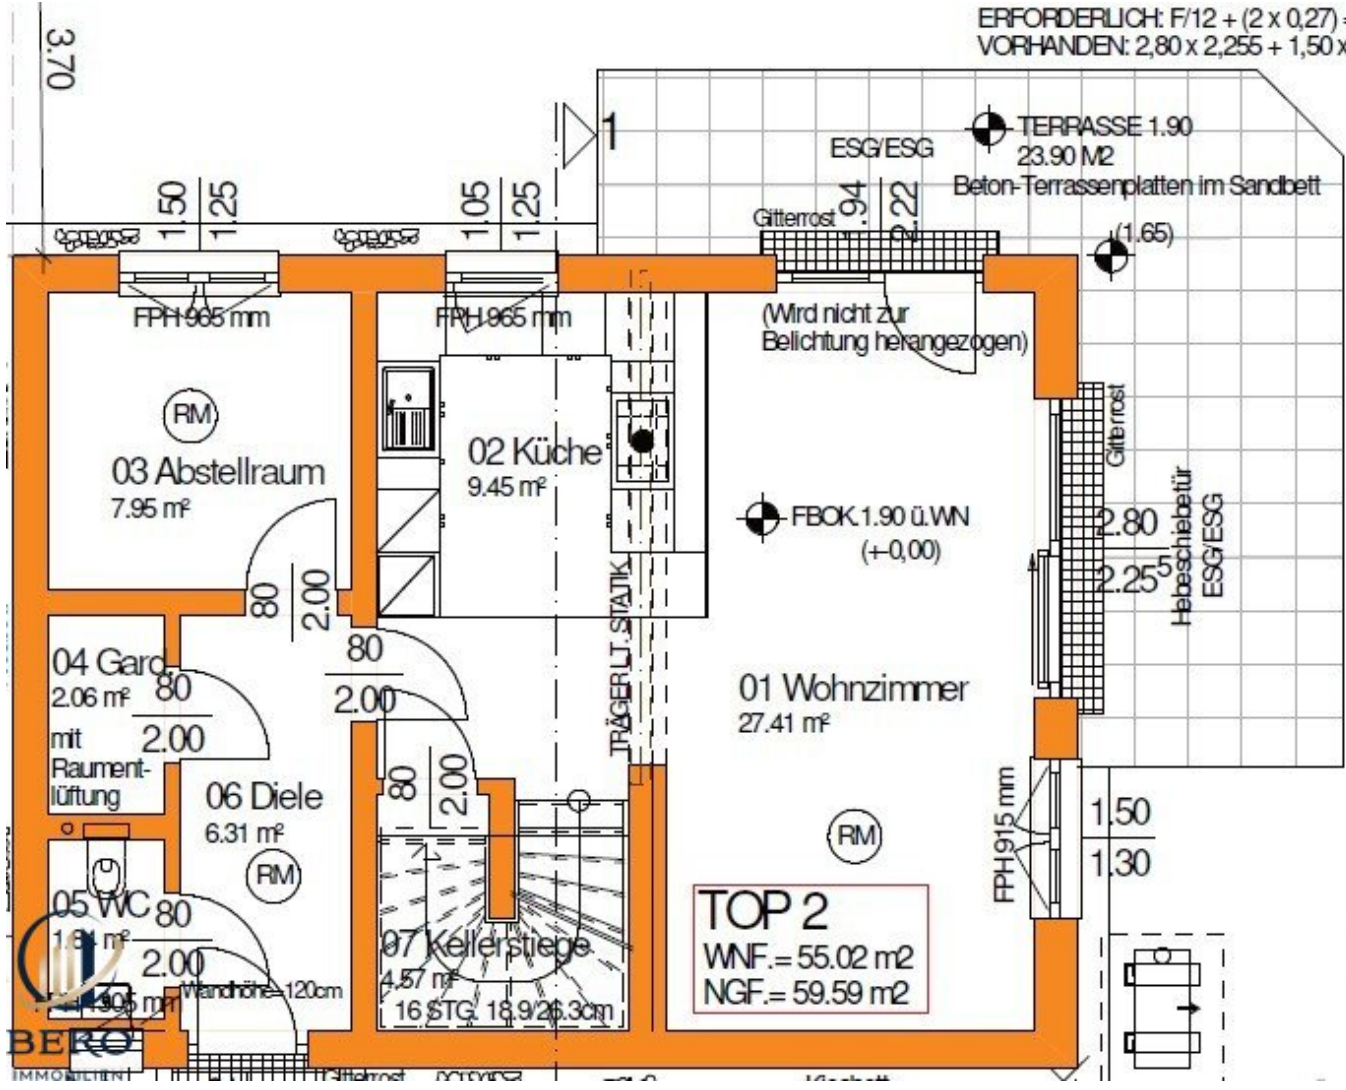 ERFORDERLICH: F/12 + (2 x 0,27) =
VORHANDEN: 2,80 x 2,255 + 1,50 x
3.70
1
TERRASSE 1.90
23.90 M2
ESG/ESG
Beton-Terrassenplatten im Sandbett
1.50
1.25
1.05
1.25
Gitterrost
.94
2.22
(1.65)
FPH 965 mm
FPH 965 mm
(Wird nicht zur
Belichtung herangezogen)
RM
03 Abstellraum
7.95 m²
02 Küche
9.45 m²
Gitterrost
FBOK 1.90 ü.WN
(+-0,00)
2.80
2.25⁵
Hebeschiebetür
ESG/ESG
80
2.00
TRÄGER LT. STATIK
04 Gard.
2.06 m²
mit
Raument-
lüftung
80
2.00
80
2.00
01 Wohnzimmer
27.41 m²
80
2.00
06 Diele
6.31 m²
RM
RM
FPH 915 mm
1.50
1.30
05 WC
80
2.00
07 Kellerstiege
4.57 m²
16 STG. 18.9/26.3cm
Wandhöhe=120cm
TOP 2
WNF.= 55.02 m2
NGF.= 59.59 m2
BERO
IMMOBILIEN
Gitterrost